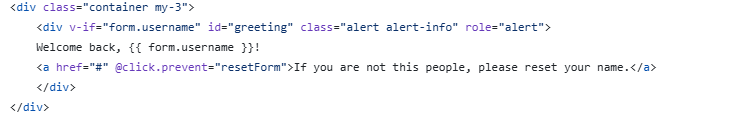 <div class="container my-3">
<div v-if="form.username" id="greeting" class="alert alert-info" role="alert">
Welcome back, {{ form.username }}!
<a href="#" @click.prevent="resetForm">If you are not this people, please reset your name.</a>
</div>
</div>